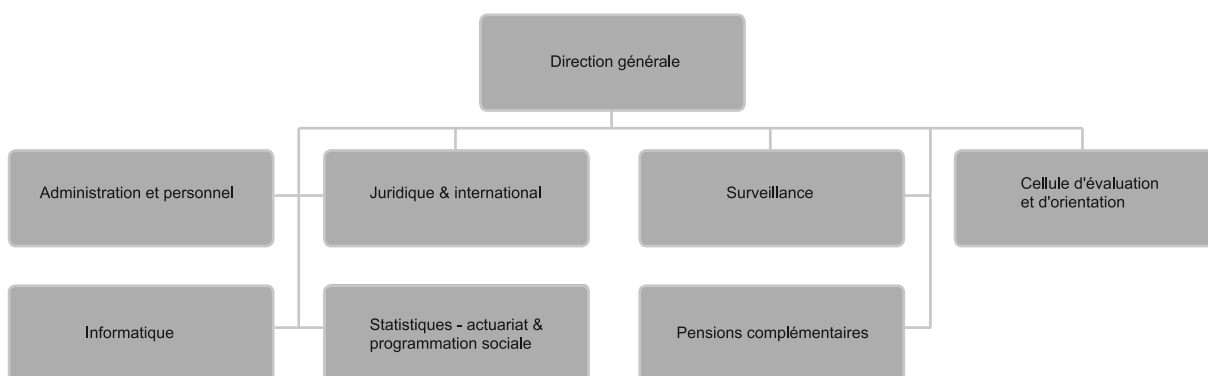 Direction générale
Administration et personnel
Juridique & international
Surveillance
Cellule d'évaluation
et d'orientation
Informatique
Statistiques - actuariat &
programmation sociale
Pensions complémentaires